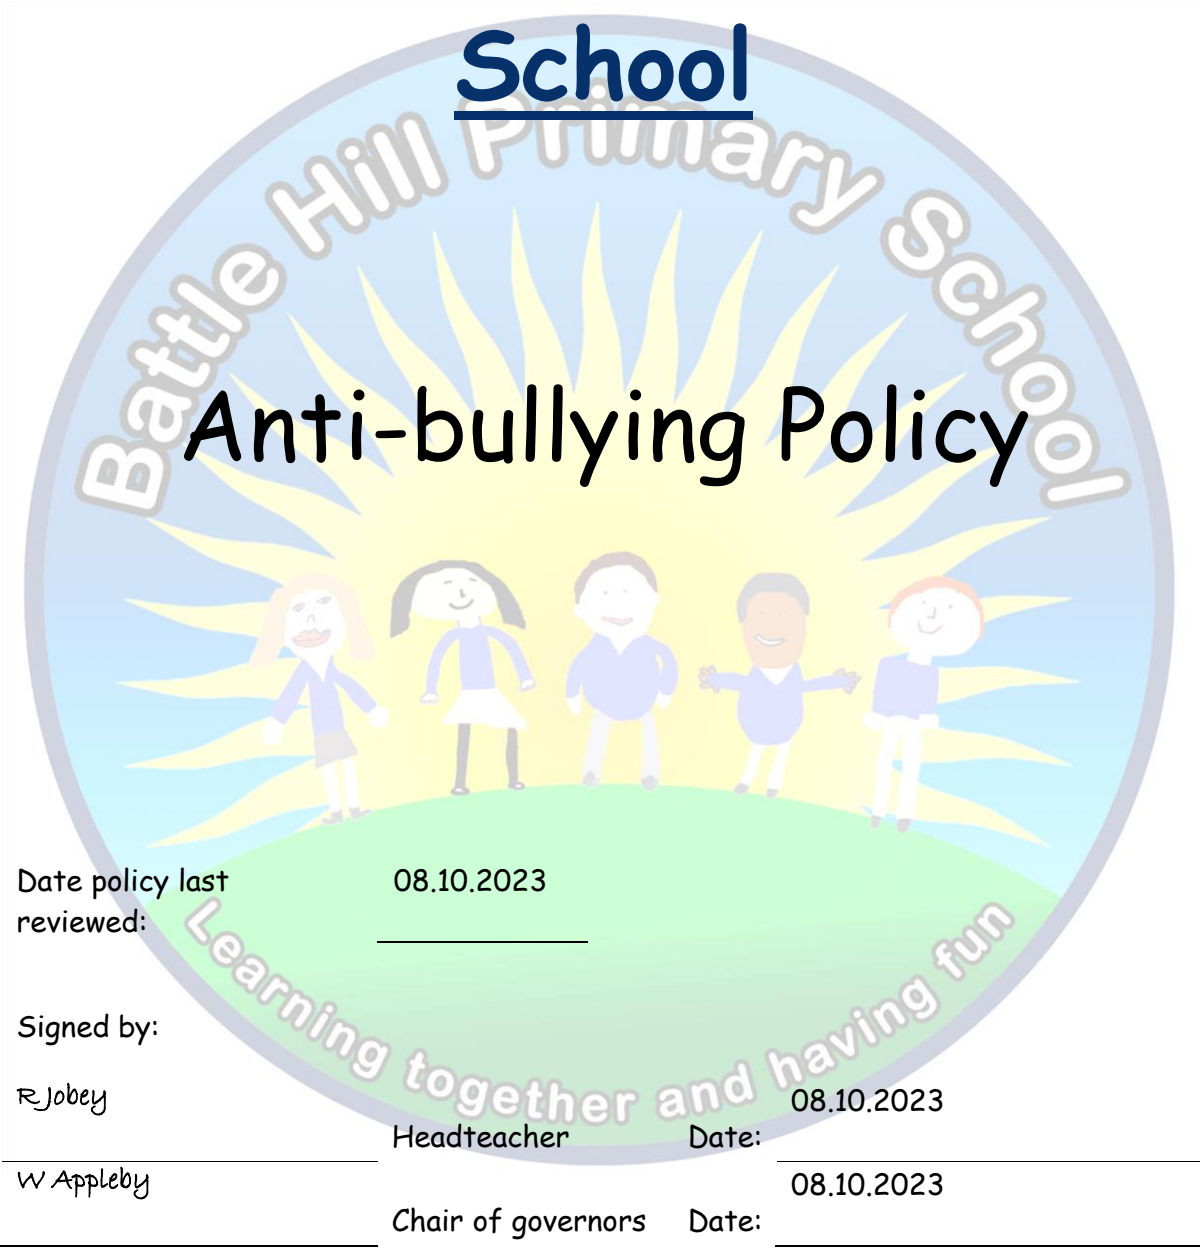 School
Battle Hill Primary School
Anti-bullying Policy
Date policy last 08.10.2023
reviewed:
Learning together and having fun
Signed by:
R Jobey 08.10.2023
Headteacher Date:
W Appleby 08.10.2023
Chair of governors Date: